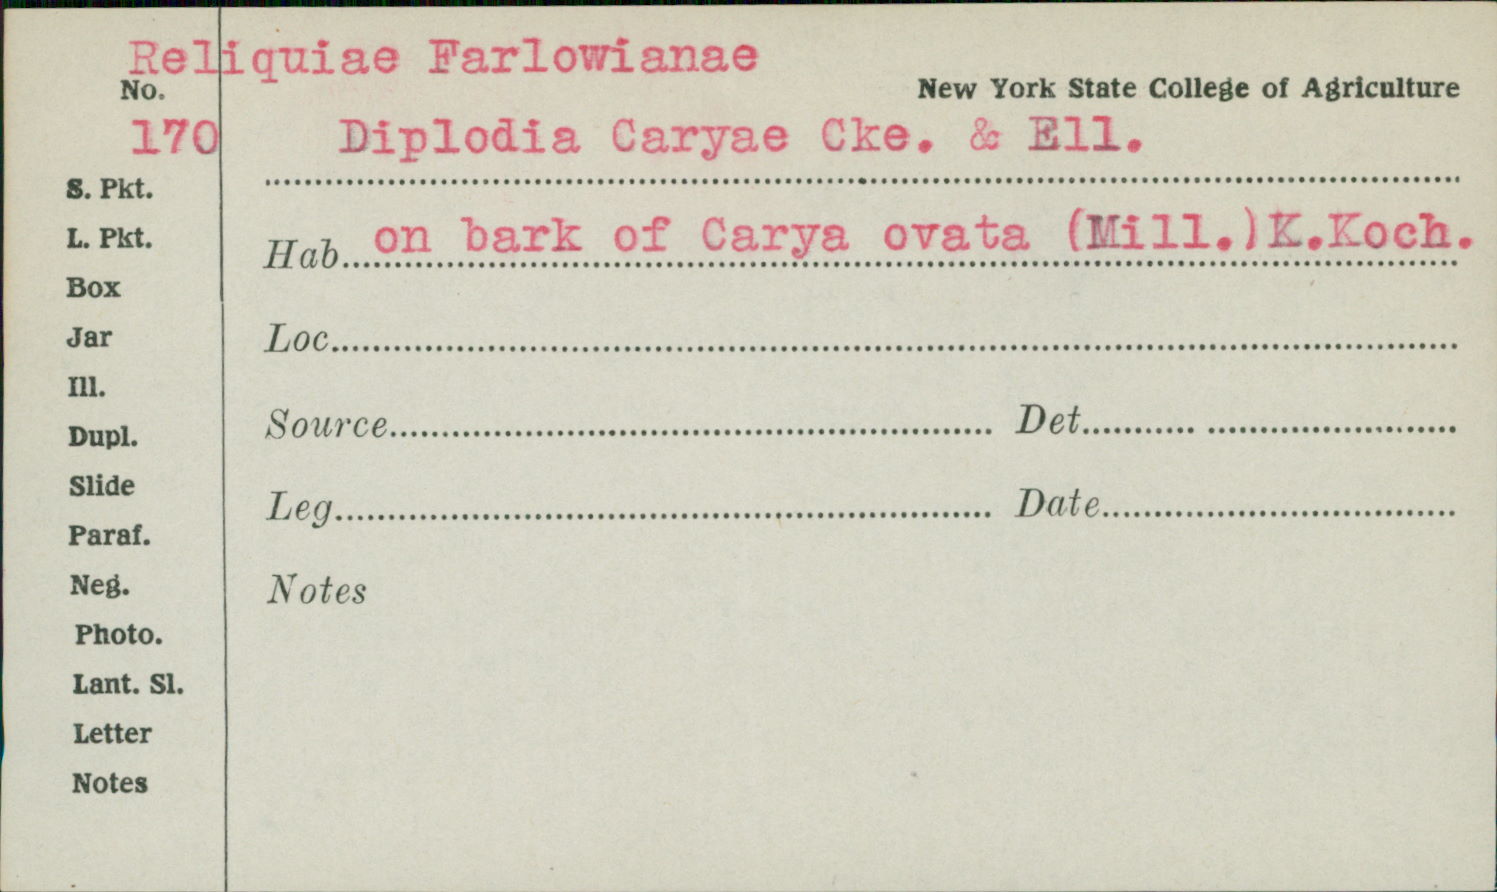 Reliquiae Farlowianae
No.
New York State College of Agriculture
170 Diplodia Caryae Cke. & Ell.
S. Pkt.
L. Pkt.
Hab on bark of Carya ovata (Mill.)K.Koch.
Box
Jar
Loc
Ill.
Dupl.
Source Det
Slide
Leg Date
Paraf.
Neg.
Notes
Photo.
Lant. Sl.
Letter
Notes